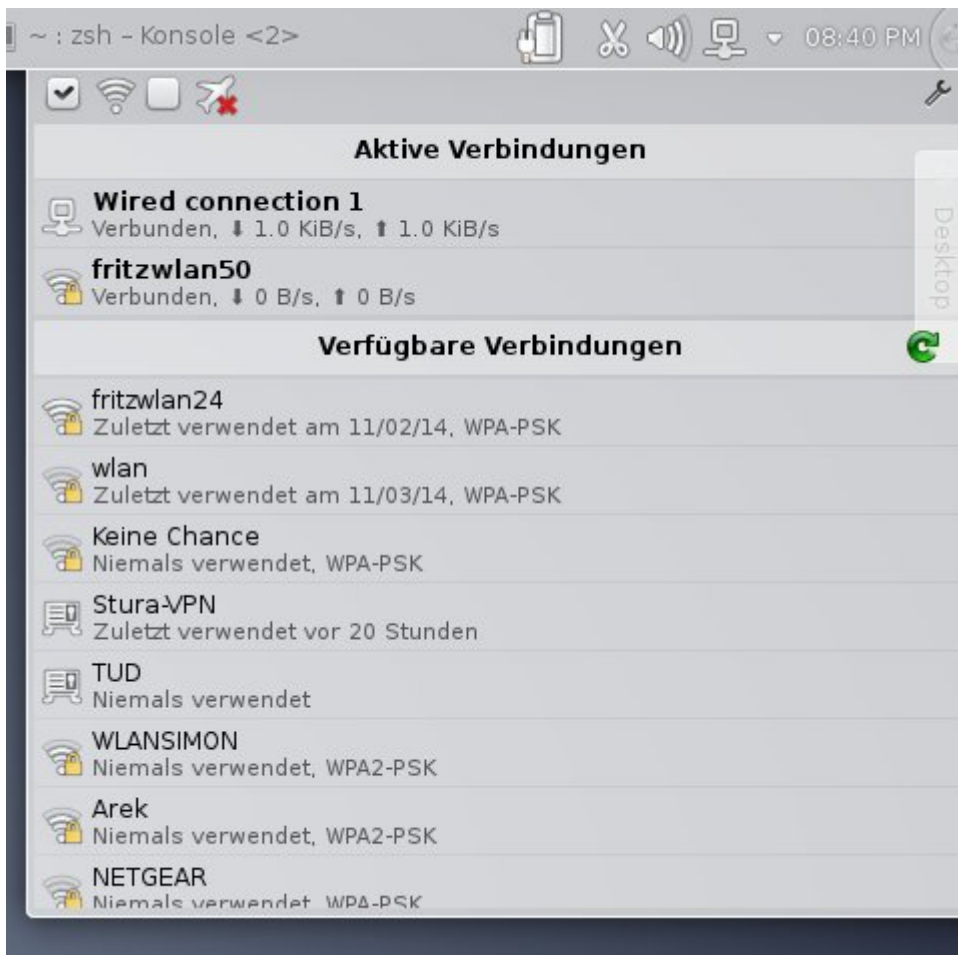 ~ : zsh – Konsole <2>
08:40 PM
Aktive Verbindungen
Wired connection 1
Verbunden, ⬇ 1.0 KiB/s, ⬆ 1.0 KiB/s
Desktop
fritzwlan50
Verbunden, ⬇ 0 B/s, ⬆ 0 B/s
Verfügbare Verbindungen
fritzwlan24
Zuletzt verwendet am 11/02/14, WPA-PSK
wlan
Zuletzt verwendet am 11/03/14, WPA-PSK
Keine Chance
Niemals verwendet, WPA-PSK
Stura-VPN
Zuletzt verwendet vor 20 Stunden
TUD
Niemals verwendet
WLANSIMON
Niemals verwendet, WPA2-PSK
Arek
Niemals verwendet, WPA2-PSK
NETGEAR
Niemals verwendet, WPA-PSK